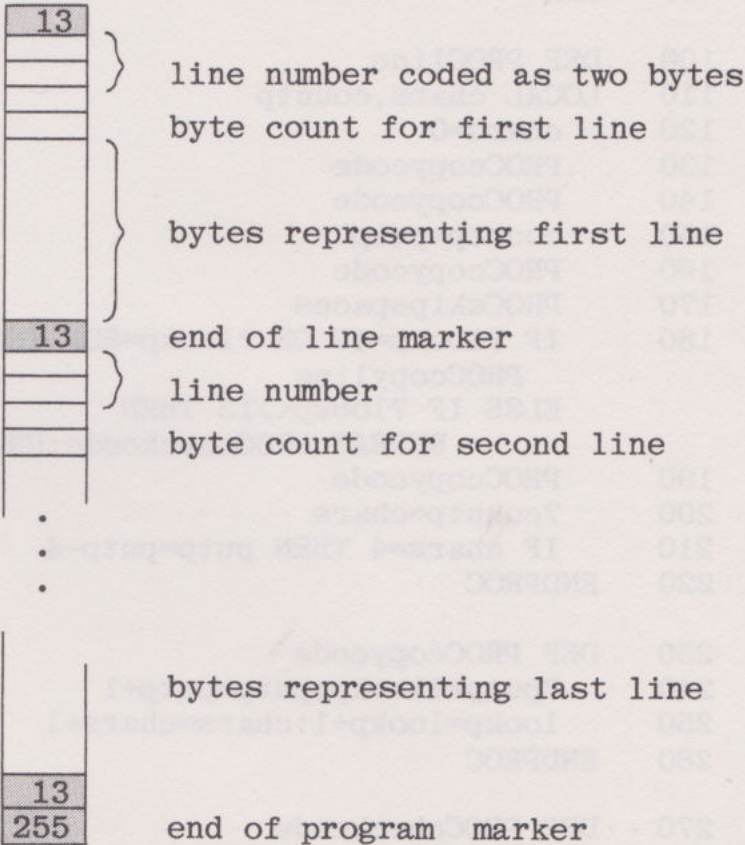 13
line number coded as two bytes
byte count for first line
bytes representing first line
13 end of line marker
line number
byte count for second line
bytes representing last line
13
255 end of program marker